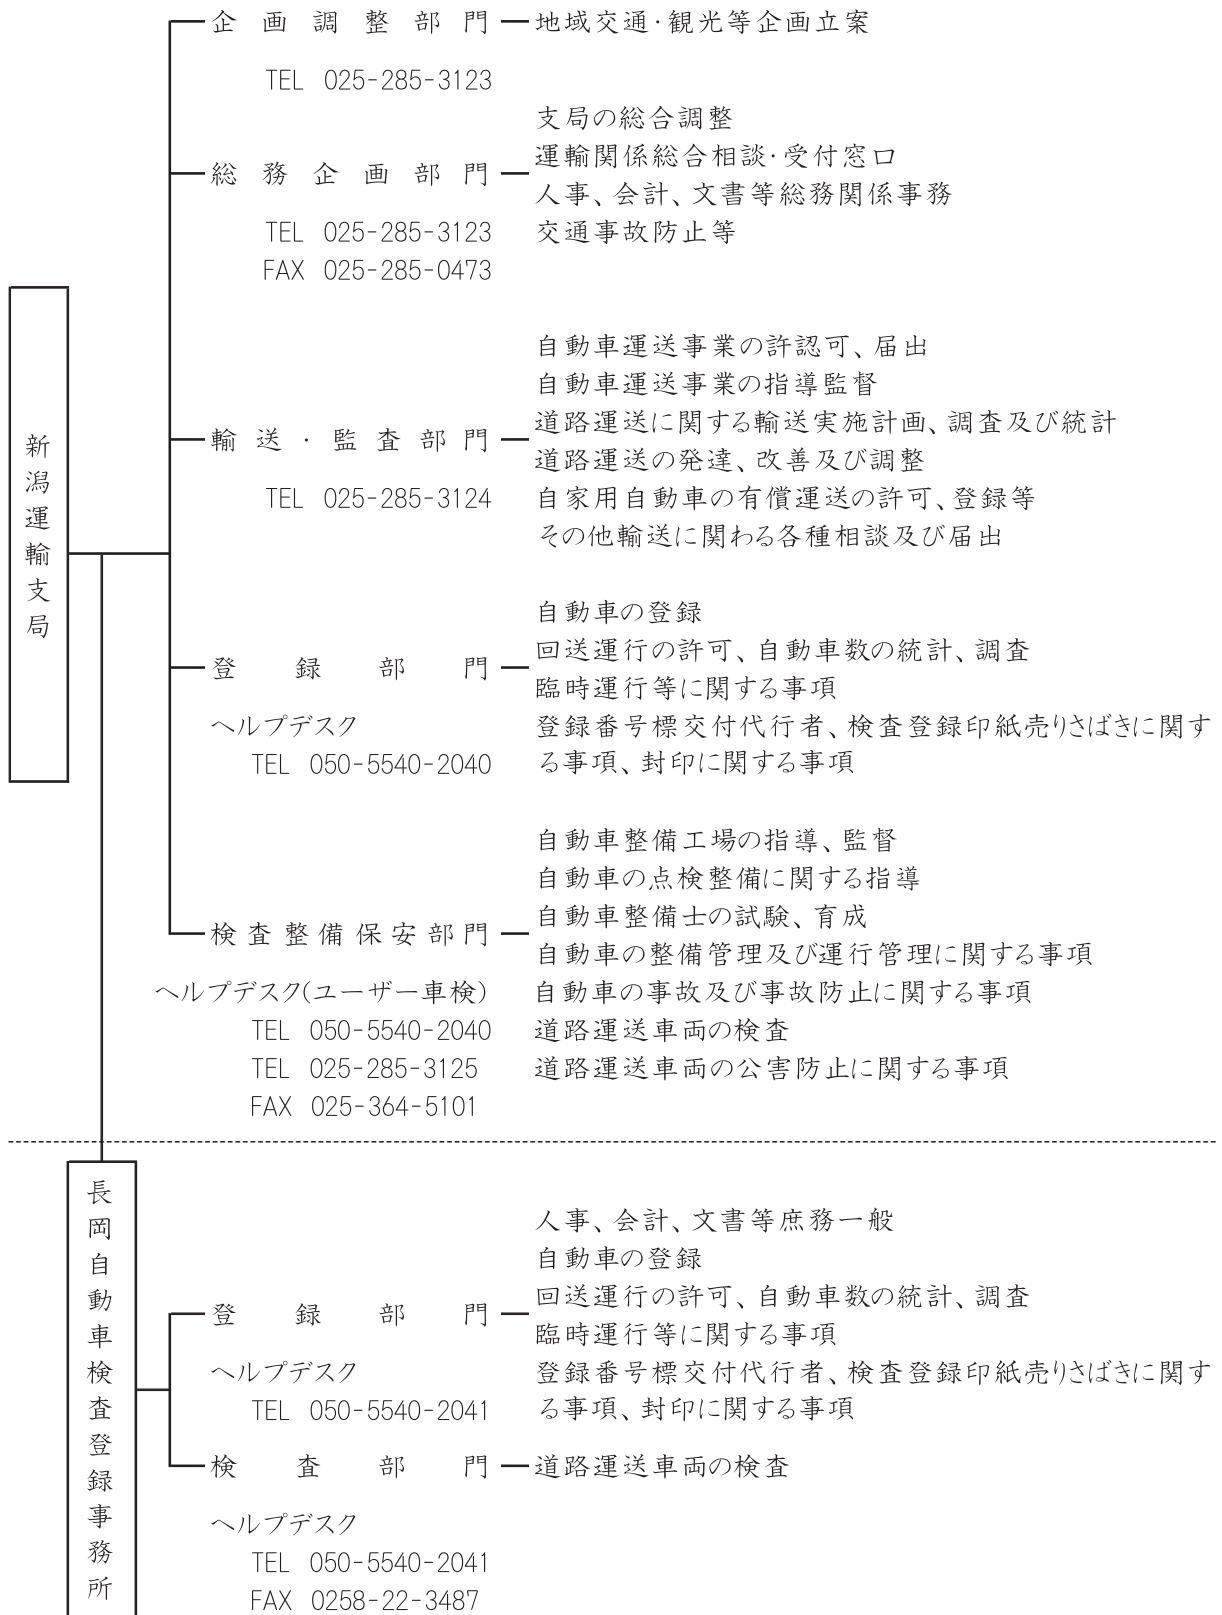 新潟運輸支局
企画調整部門
地域交通・観光等企画立案
TEL 025-285-3123
総務企画部門
TEL 025-285-3123
FAX 025-285-0473
支局の総合調整
運輸関係総合相談・受付窓口
人事、会計、文書等総務関係事務
交通事故防止等
輸送・監査部門
TEL 025-285-3124
自動車運送事業の許認可、届出
自動車運送事業の指導監督
道路運送に関する輸送実施計画、調査及び統計
道路運送の発達、改善及び調整
自家用自動車の有償運送の許可、登録等
その他輸送に関わる各種相談及び届出
登録部門
ヘルプデスク
TEL 050-5540-2040
自動車の登録
回送運行の許可、自動車数の統計、調査
臨時運行等に関する事項
登録番号標交付代行者、検査登録印紙売りさばきに関す
る事項、封印に関する事項
検査整備保安部門
ヘルプデスク(ユーザー車検)
TEL 050-5540-2040
TEL 025-285-3125
FAX 025-364-5101
自動車整備工場の指導、監督
自動車の点検整備に関する指導
自動車整備士の試験、育成
自動車の整備管理及び運行管理に関する事項
自動車の事故及び事故防止に関する事項
道路運送車両の検査
道路運送車両の公害防止に関する事項
長岡自動車検査登録事務所
登録部門
ヘルプデスク
TEL 050-5540-2041
人事、会計、文書等庶務一般
自動車の登録
回送運行の許可、自動車数の統計、調査
臨時運行等に関する事項
登録番号標交付代行者、検査登録印紙売りさばきに関す
る事項、封印に関する事項
検査部門
道路運送車両の検査
ヘルプデスク
TEL 050-5540-2041
FAX 0258-22-3487